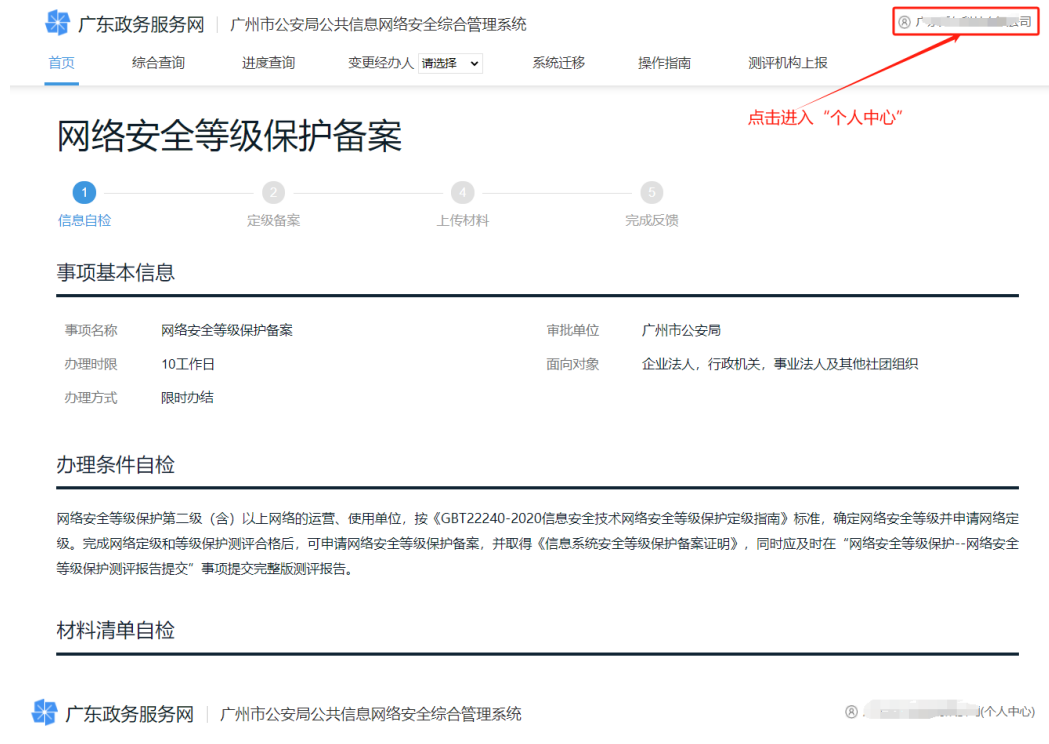 广东政务服务网 广州市公安局公共信息网络安全综合管理系统
首页 综合查询 进度查询 变更经办人 请选择 系统迁移 操作指南 测评机构上报
点击进入“个人中心”
网络安全等级保护备案
1 2 4 5
信息自检 定级备案 上传材料 完成反馈
事项基本信息
事项名称 网络安全等级保护备案 审批单位 广州市公安局
办理时限 10工作日 面向对象 企业法人，行政机关，事业法人及其他社团组织
办理方式 限时办结
办理条件自检
网络安全等级保护第二级（含）以上网络的运营、使用单位，按《GBT22240-2020信息安全技术网络安全等级保护定级指南》标准，确定网络安全等级并申请网络定
级。完成网络定级和等级保护测评合格后，可申请网络安全等级保护备案，并取得《信息系统安全等级保护备案证明》，同时应及时在“网络安全等级保护--网络安全
等级保护测评报告提交”事项提交完整版测评报告。
材料清单自检
广东政务服务网 广州市公安局公共信息网络安全综合管理系统 (个人中心)